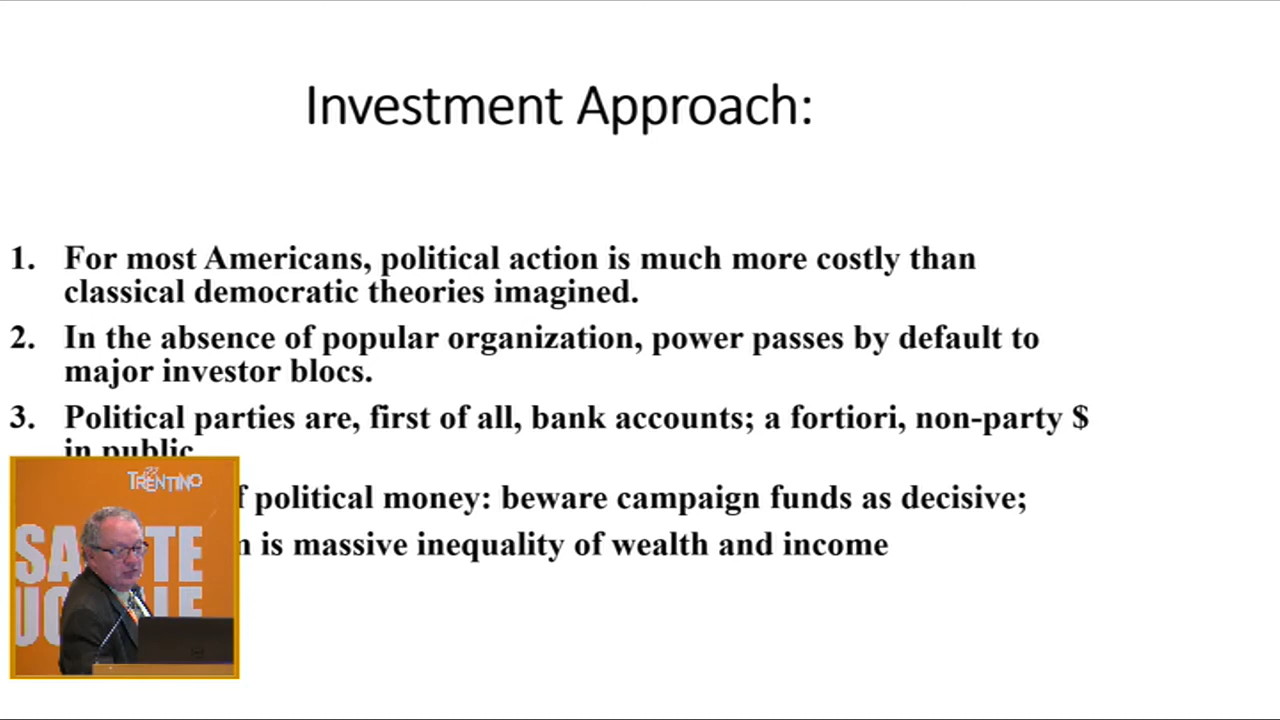 Investment Approach:
1. For most Americans, political action is much more costly than
classical democratic theories imagined.
2. In the absence of popular organization, power passes by default to
major investor blocs.
3. Political parties are, first of all, bank accounts; a fortiori, non-party $
in public
political money: beware campaign funds as decisive;
is massive inequality of wealth and income
TRENTINO